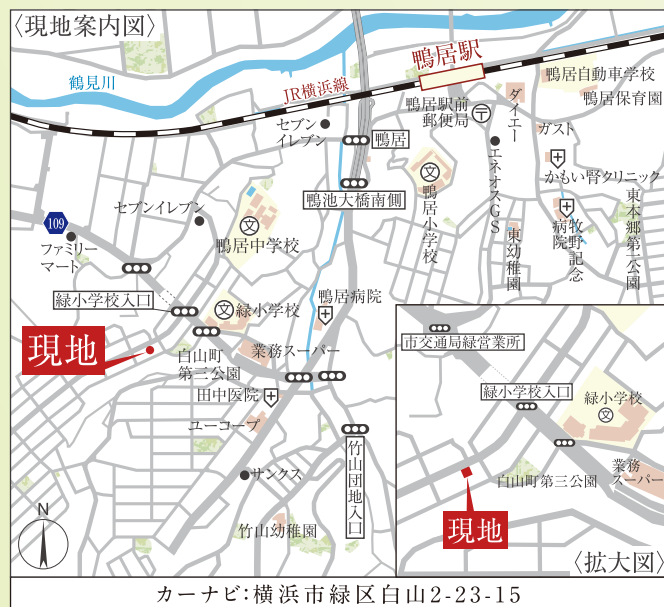 〈現地案内図〉
鶴見川
JR横浜線
鴨居駅
鴨居自動車学校
鴨居保育園
ダイエー
鴨居駅前
郵便局
セブン
イレブン
鴨居
ガスト
かもい腎クリニック
エネオスGS
鴨居小学校
鴨池大橋南側
牧野記念
病院
東本郷第一公園
東幼稚園
109
セブンイレブン
ファミリー
マート
鴨居中学校
緑小学校入口
緑小学校
鴨居病院
現地
白山町
第三公園
業務スーパー
田中医院
ユーコープ
竹山団地入口
サンクス
竹山幼稚園
N
市交通局緑営業所
緑小学校入口
緑小学校
白山町第三公園
業務
スーパー
現地
〈拡大図〉
カーナビ:横浜市緑区白山2-23-15